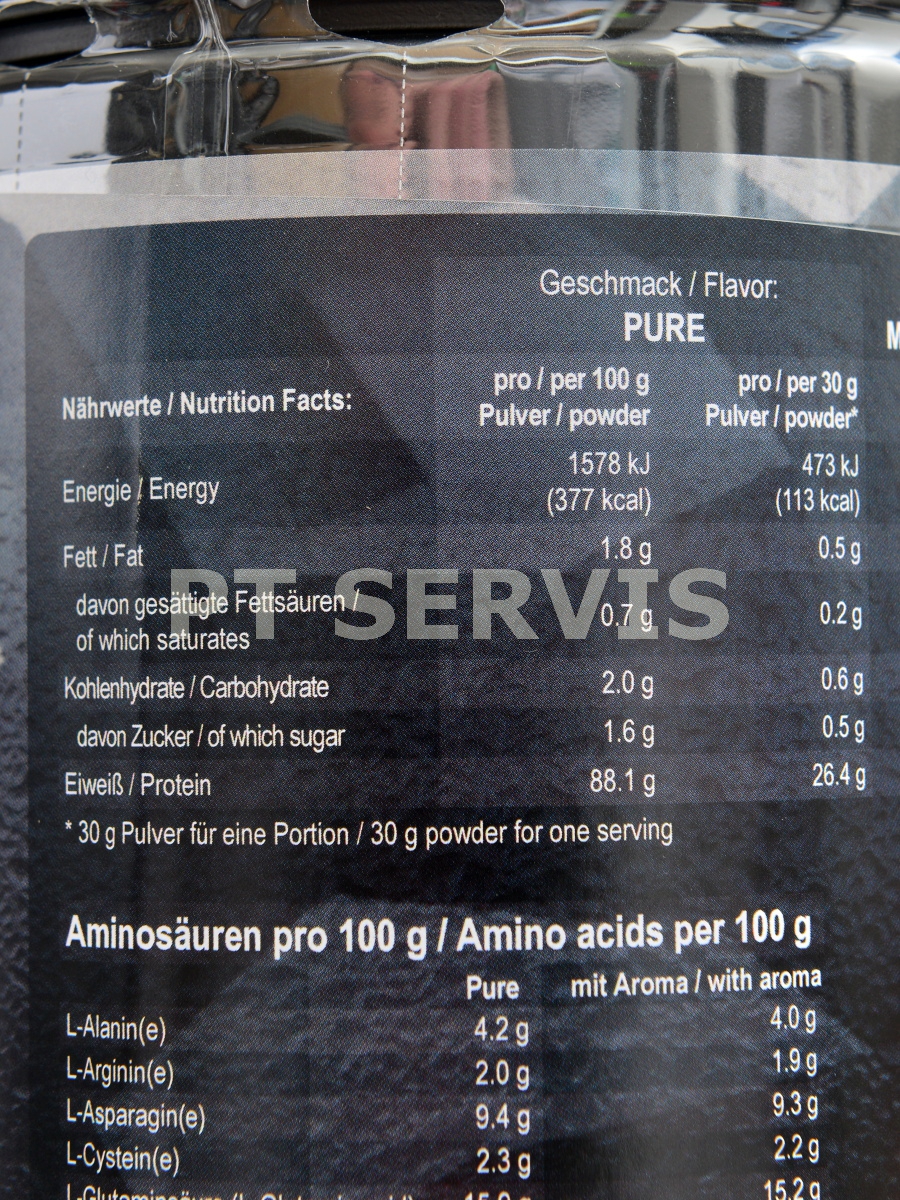 Geschmack / Flavor:
PURE
Nährwerte / Nutrition Facts:
pro / per 100 g
Pulver / powder
pro / per 30 g
Pulver / powder*
Energie / Energy
1578 kJ
(377 kcal)
473 kJ
(113 kcal)
Fett / Fat 1.8 g 0.5 g
davon gesättigte Fettsäuren /
of which saturates
0.7 g 0.2 g
PT SERVIS
Kohlenhydrate / Carbohydrate 2.0 g 0.6 g
davon Zucker / of which sugar 1.6 g 0.5 g
Eiweiß / Protein 88.1 g 26.4 g
* 30 g Pulver für eine Portion / 30 g powder for one serving
Aminosäuren pro 100 g / Amino acids per 100 g
Pure mit Aroma / with aroma
L-Alanin(e) 4.2 g 4.0 g
L-Arginin(e) 2.0 g 1.9 g
L-Asparagin(e) 9.4 g 9.3 g
L-Cystein(e) 2.3 g 2.2 g
15.2 g